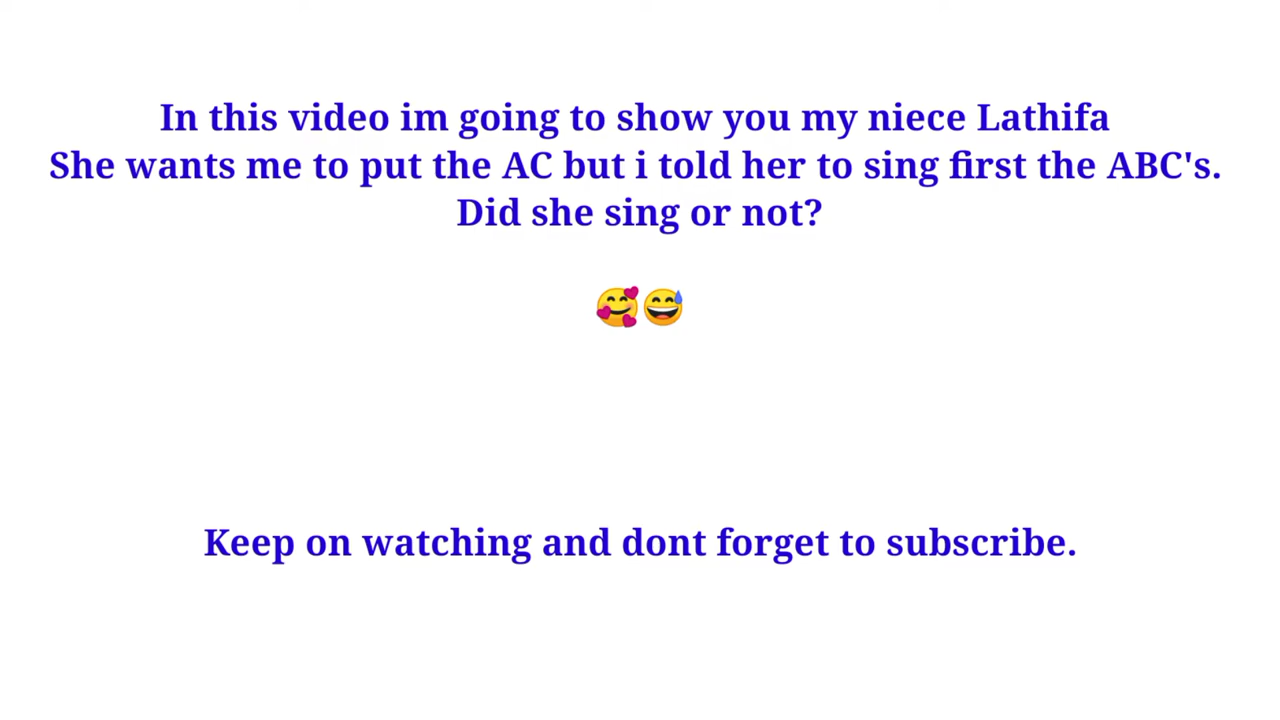 In this video im going to show you my niece Lathifa
She wants me to put the AC but i told her to sing first the ABC's.
Did she sing or not?
🥰😅
Keep on watching and dont forget to subscribe.